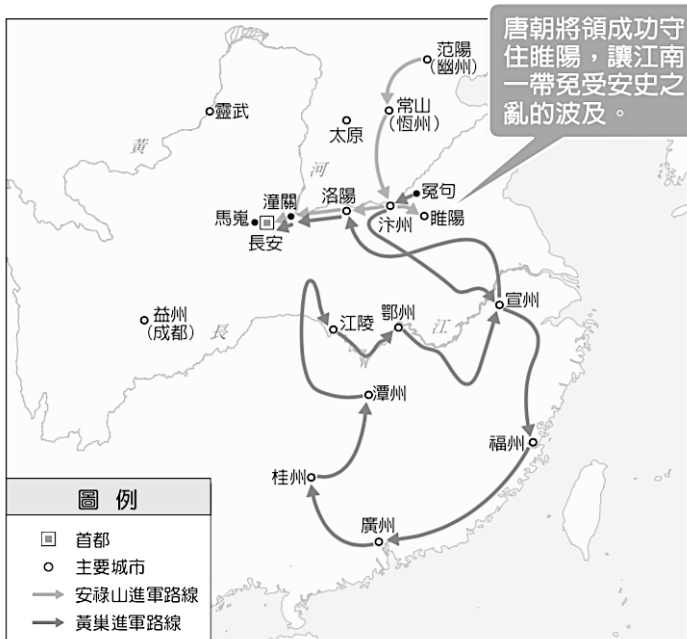 唐朝將領成功守
住睢陽，讓江南
一帶免受安史之
亂的波及。
范陽
（幽州）
常山
（恆州）
靈武
太原
黃
河
冤句
潼關
洛陽
馬嵬
汴州
睢陽
長安
宣州
益州
（成都）
長
江陵
鄂州
江
潭州
福州
桂州
廣州
圖例
首都
主要城市
安祿山進軍路線
黃巢進軍路線